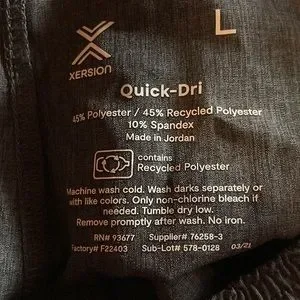 L
XERSION
Quick-Dri
45% Polyester / 45% Recycled Polyester
10% Spandex
Made in Jordan
contains
Recycled Polyester
Machine wash cold. Wash darks separately or
with like colors. Only non-chlorine bleach if
needed. Tumble dry low.
Remove promptly after wash. No iron.
RN# 93677 Supplier# 76258-3
Factory# F22403 Sub-Lot# 578-0128 03/21